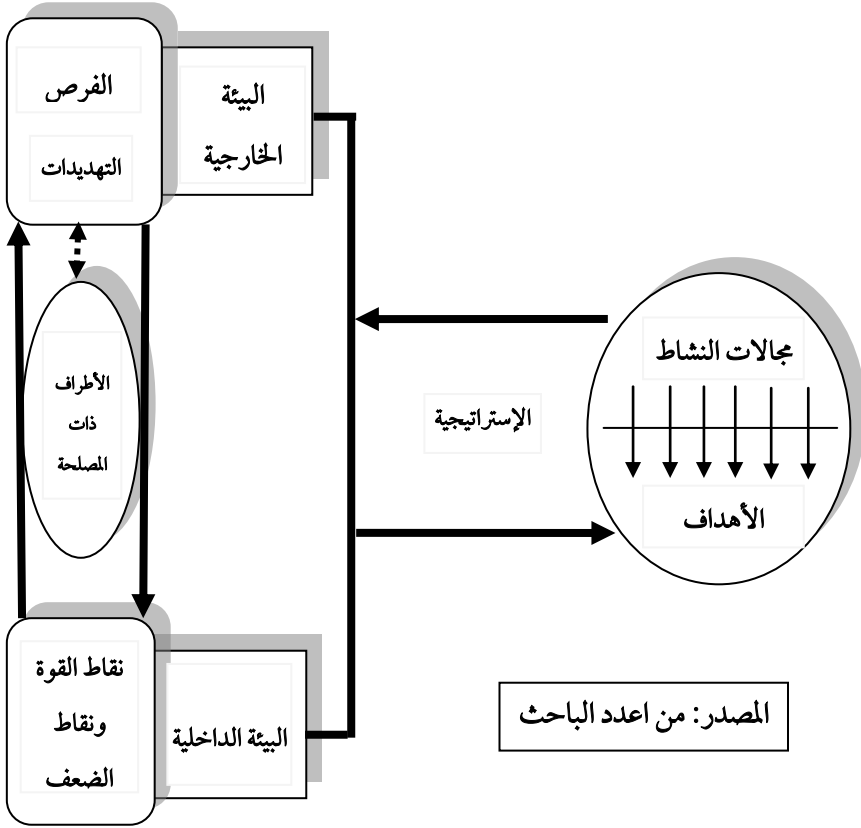 الفرص
التهديدات
البيئة
الخارجية
مجالات النشاط
الأهداف
الإستراتيجية
الأطراف
ذات
المصلحة
نقاط القوة
ونقاط
الضعف
البيئة الداخلية
المصدر: من اعدد الباحث